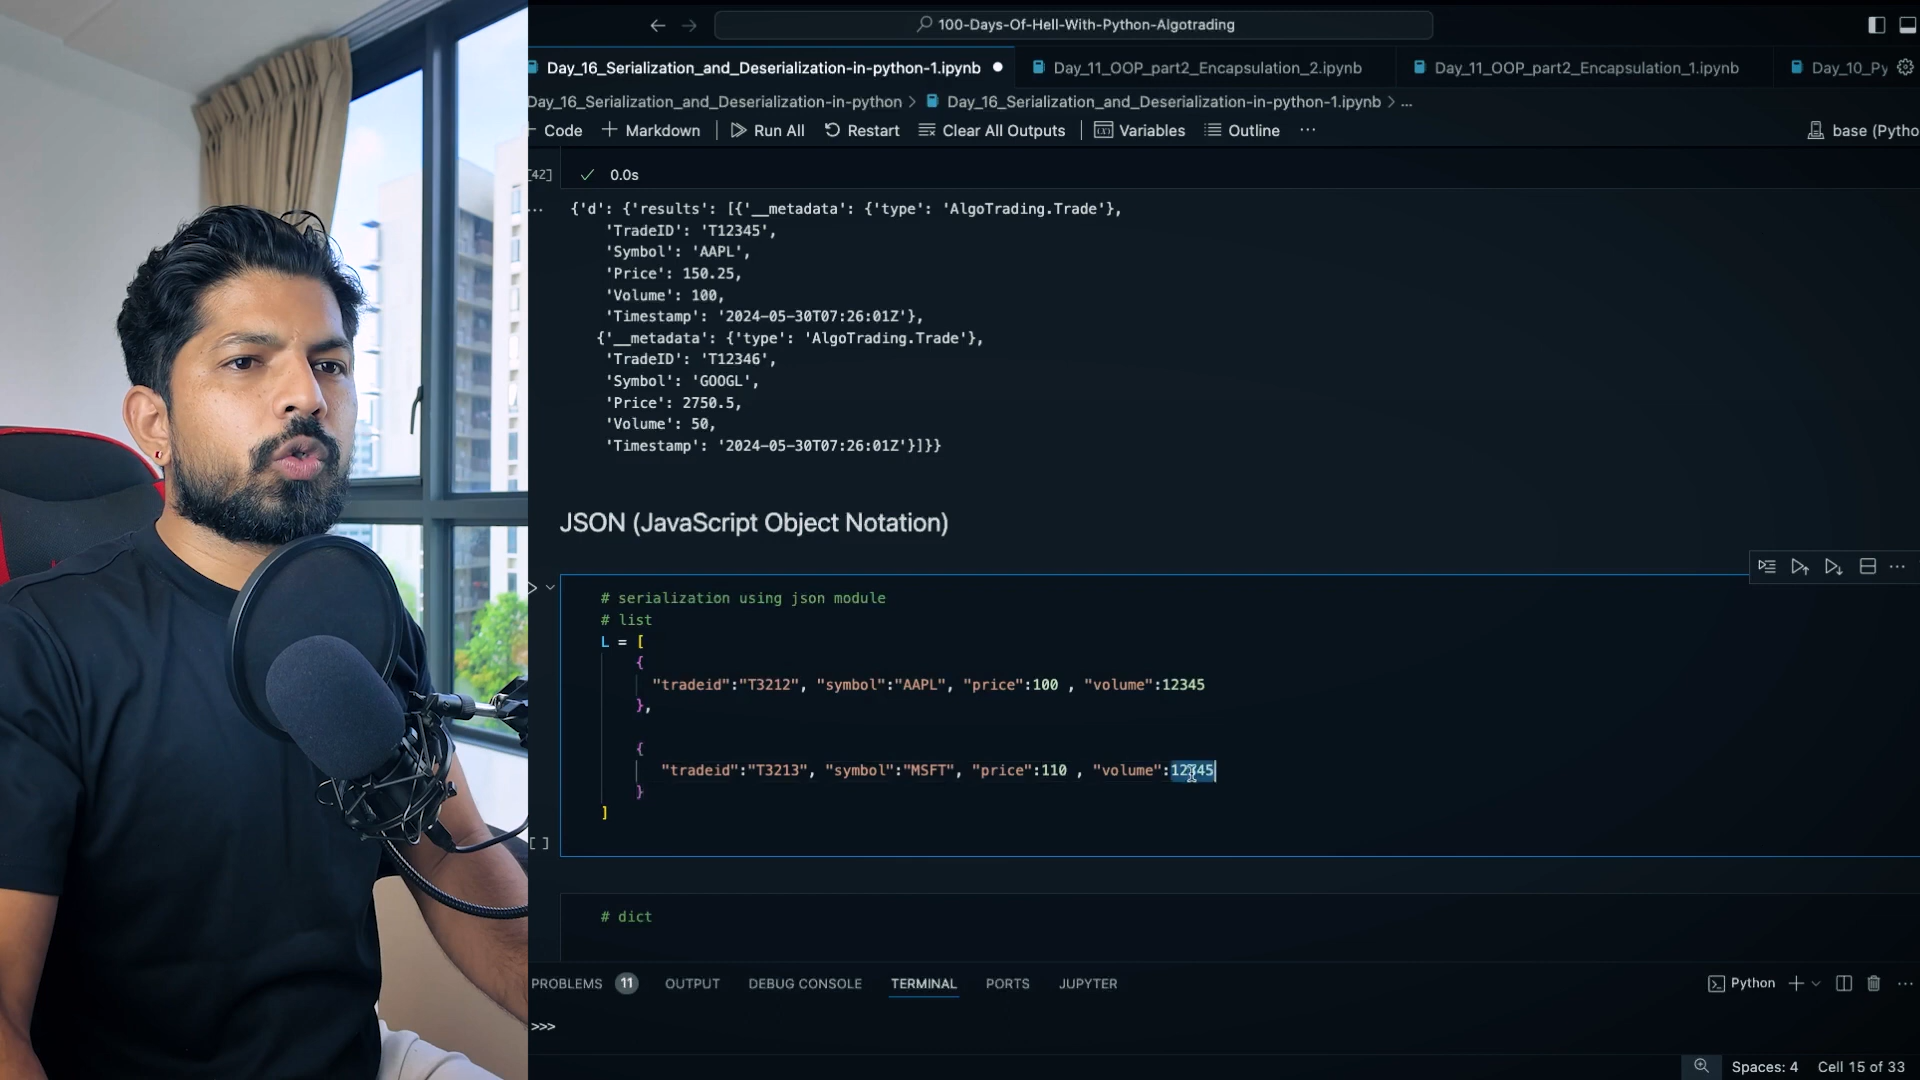 100-Days-Of-Hell-With-Python-Algotrading
Day_16_Serialization_and_Deserialization-in-python-1.ipynb
Day_11_OOP_part2_Encapsulation_2.ipynb
Day_11_OOP_part2_Encapsulation_1.ipynb
Day_10_Py
Day_16_Serialization_and_Deserialization-in-python > Day_16_Serialization_and_Deserialization-in-python-1.ipynb > ...
Code + Markdown Run All Restart Clear All Outputs Variables Outline ... base (Pytho
[42] 0.0s
... {'d': {'results': [{'__metadata': {'type': 'AlgoTrading.Trade'},
'TradeID': 'T12345',
'Symbol': 'AAPL',
'Price': 150.25,
'Volume': 100,
'Timestamp': '2024-05-30T07:26:01Z'},
{'__metadata': {'type': 'AlgoTrading.Trade'},
'TradeID': 'T12346',
'Symbol': 'GOOGL',
'Price': 2750.5,
'Volume': 50,
'Timestamp': '2024-05-30T07:26:01Z'}]}}
JSON (JavaScript Object Notation)
# serialization using json module
# list
L = [
{
"tradeid":"T3212", "symbol":"AAPL", "price":100 , "volume":12345
},
{
"tradeid":"T3213", "symbol":"MSFT", "price":110 , "volume":12345
}
]
[ ]
# dict
PROBLEMS 11 OUTPUT DEBUG CONSOLE TERMINAL PORTS JUPYTER
Python
>>>
Spaces: 4 Cell 15 of 33